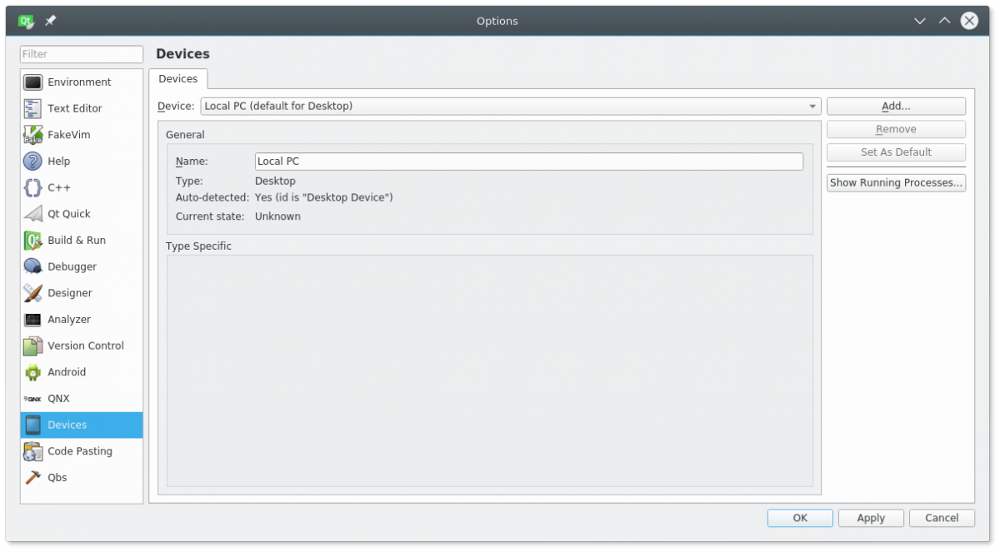 Options
Filter
Environment
Text Editor
FakeVim
Help
C++
Qt Quick
Build & Run
Debugger
Designer
Analyzer
Version Control
Android
QNX
Devices
Code Pasting
Qbs
Devices
Devices
Device: Local PC (default for Desktop)
General
Name: Local PC
Type: Desktop
Auto-detected: Yes (id is "Desktop Device")
Current state: Unknown
Type Specific
Add...
Remove
Set As Default
Show Running Processes...
OK Apply Cancel